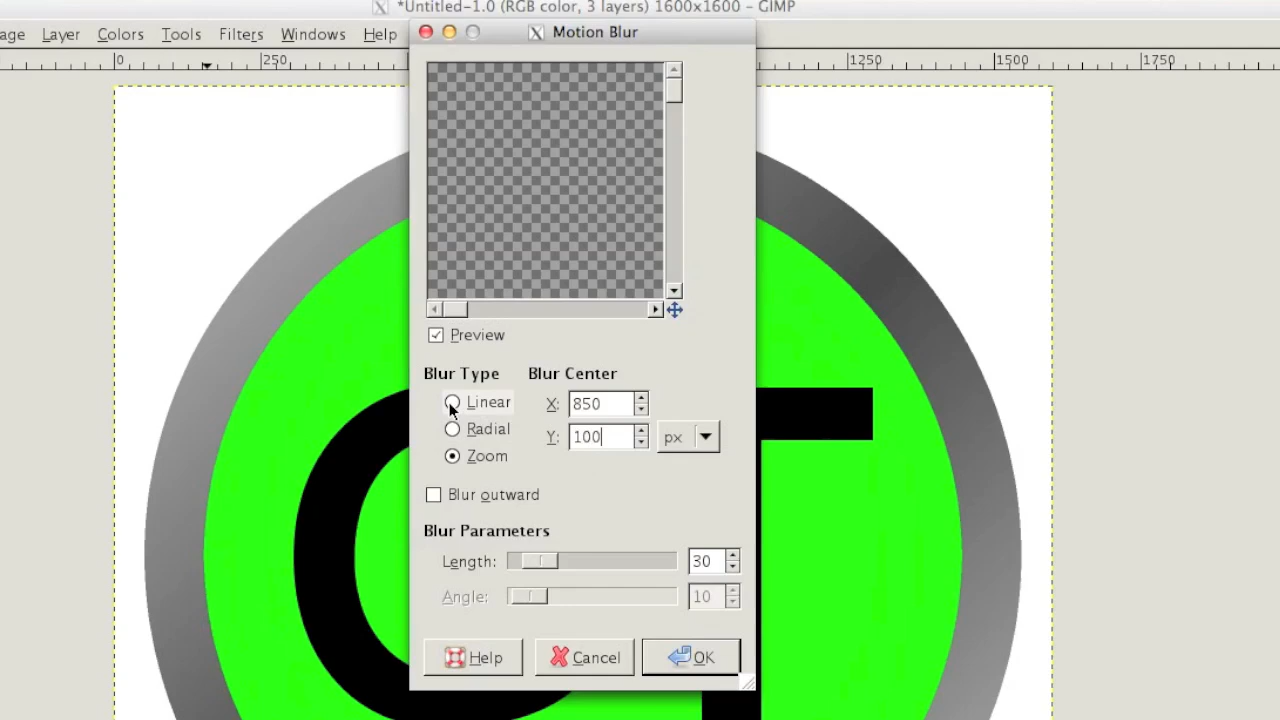 *Untitled-1.0 (RGB color, 3 layers) 1600x1600 – GIMP
age Layer Colors Tools Filters Windows Help
Motion Blur
0 250 1250 1500 1750
Preview
Blur Type Blur Center
Linear X: 850
Radial Y: 100 px
Zoom
Blur outward
Blur Parameters
Length: 30
Angle: 10
Help Cancel OK